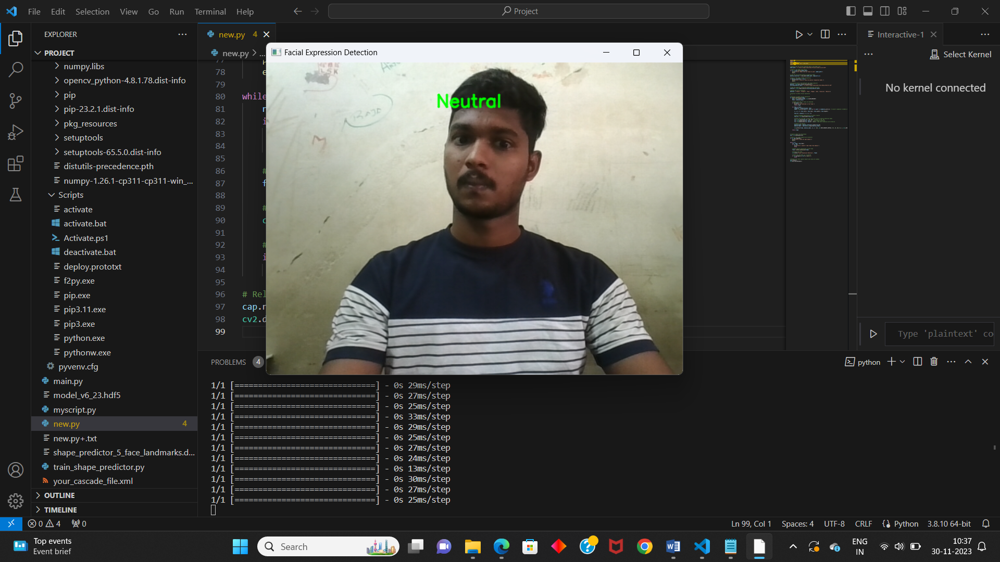 File Edit Selection View Go Run Terminal Help
Project
EXPLORER
PROJECT
numpy.libs
opencv_python-4.8.1.78.dist-info
pip
pip-23.2.1.dist-info
pkg_resources
setuptools
setuptools-65.5.0.dist-info
distutils-precedence.pth
numpy-1.26.1-cp311-cp311-win_...
Scripts
activate
activate.bat
Activate.ps1
deactivate.bat
deploy.prototxt
f2py.exe
pip.exe
pip3.11.exe
pip3.exe
python.exe
pythonw.exe
pyvenv.cfg
main.py
model_v6_23.hdf5
myscript.py
new.py 4
new.py+.txt
shape_predictor_5_face_landmarks.d...
train_shape_predictor.py
your_cascade_file.xml
OUTLINE
TIMELINE
new.py 4
new.py > ...
78 e
79
80 while
81
82 i
83
84
85
86 #
87 f
88
89 #
90 c
91
92 #
93 i
94
95
96 # Rel
97 cap.r
98 cv2.d
99
Facial Expression Detection
Neutral
Interactive-1
Select Kernel
No kernel connected
Type 'plaintext' co
PROBLEMS 4
python
1/1 [==============================] - 0s 29ms/step
1/1 [==============================] - 0s 27ms/step
1/1 [==============================] - 0s 25ms/step
1/1 [==============================] - 0s 33ms/step
1/1 [==============================] - 0s 29ms/step
1/1 [==============================] - 0s 25ms/step
1/1 [==============================] - 0s 27ms/step
1/1 [==============================] - 0s 24ms/step
1/1 [==============================] - 0s 13ms/step
1/1 [==============================] - 0s 30ms/step
1/1 [==============================] - 0s 27ms/step
1/1 [==============================] - 0s 25ms/step
0 4 0
Ln 99, Col 1 Spaces: 4 UTF-8 CRLF Python 3.8.10 64-bit
Top events
Event brief
Search
ENG
IN
10:37
30-11-2023